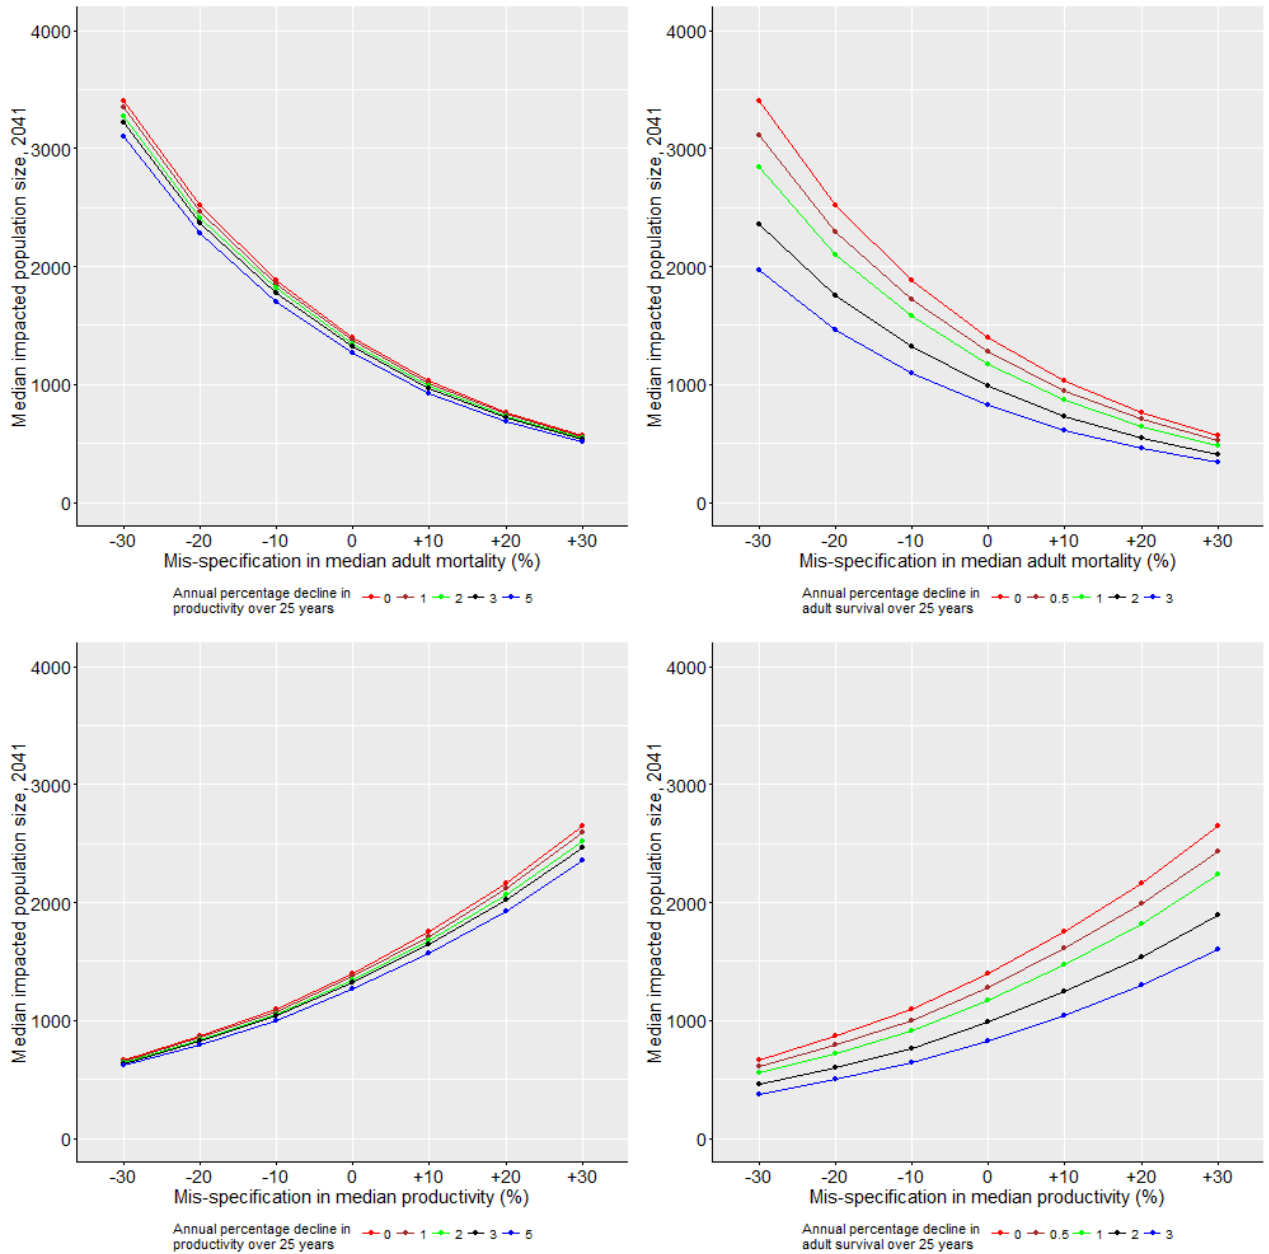 Median impacted population size, 2041
4000
3000
2000
1000
0
-30 -20 -10 0 +10 +20 +30
Mis-specification in median adult mortality (%)
Annual percentage decline in
productivity over 25 years
0 1 2 3 5
Median impacted population size, 2041
4000
3000
2000
1000
0
-30 -20 -10 0 +10 +20 +30
Mis-specification in median adult mortality (%)
Annual percentage decline in
adult survival over 25 years
0 0.5 1 2 3
Median impacted population size, 2041
4000
3000
2000
1000
0
-30 -20 -10 0 +10 +20 +30
Mis-specification in median productivity (%)
Annual percentage decline in
productivity over 25 years
0 1 2 3 5
Median impacted population size, 2041
4000
3000
2000
1000
0
-30 -20 -10 0 +10 +20 +30
Mis-specification in median productivity (%)
Annual percentage decline in
adult survival over 25 years
0 0.5 1 2 3